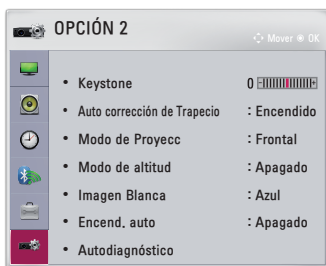 OPCIÓN 2
Mover OK
• Keystone 0
• Auto corrección de Trapecio : Encendido
• Modo de Proyecc : Frontal
• Modo de altitud : Apagado
• Imagen Blanca : Azul
• Encend. auto : Apagado
• Autodiagnóstico